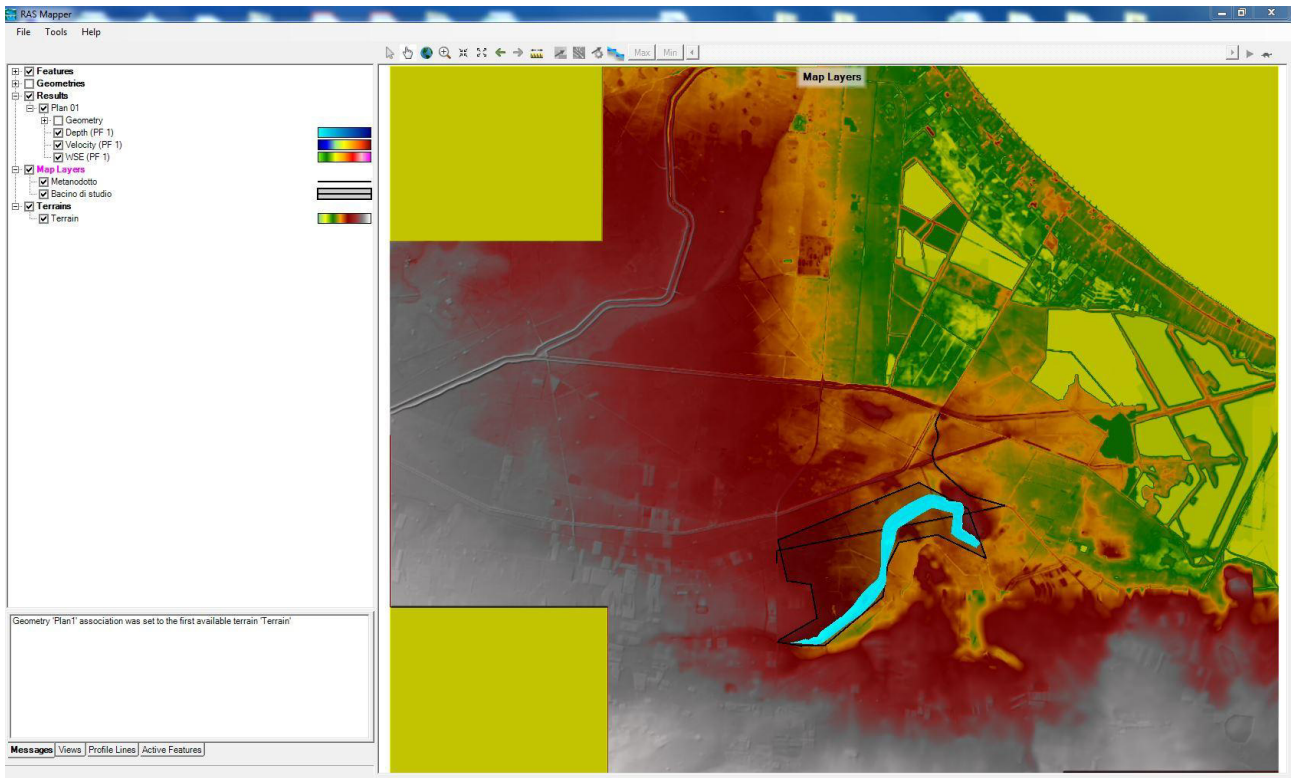 RAS Mapper
File Tools Help
Max Min
Features
Geometries
Results
Plan 01
Geometry
Depth (PF 1)
Velocity (PF 1)
WSE (PF 1)
Map Layers
Metanodotto
Bacino di studio
Terrains
Terrain
Map Layers
Geometry 'Plan1' association was set to the first available terrain 'Terrain'
Messages Views Profile Lines Active Features